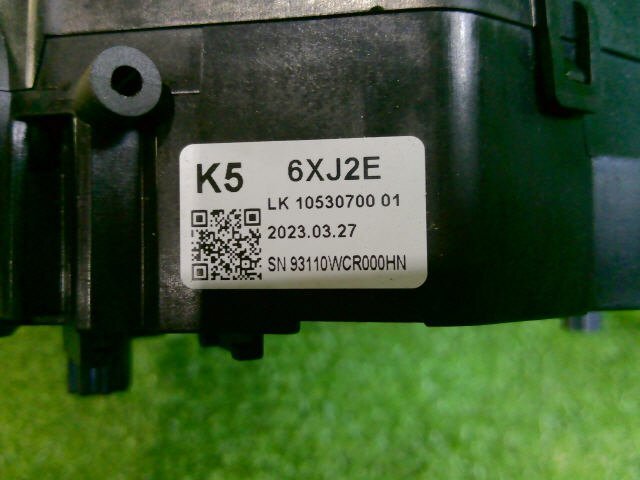 K5 6XJ2E
LK 10530700 01
2023.03.27
SN 93110WCR000HN